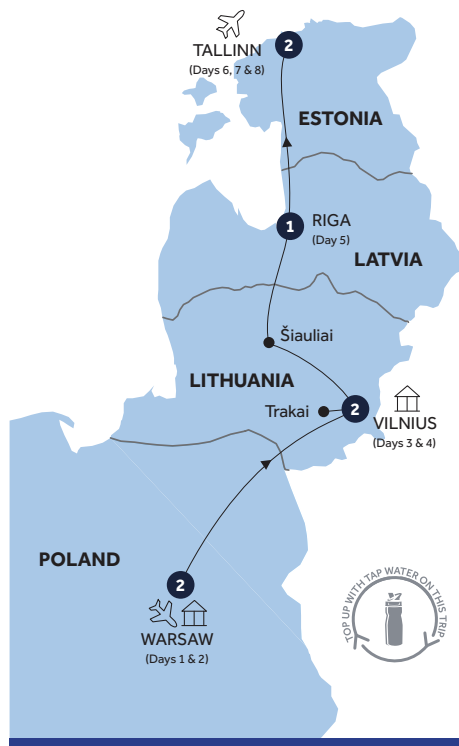 TALLINN
(Days 6, 7 & 8)
2
ESTONIA
1
RIGA
(Day 5)
LATVIA
Šiauliai
LITHUANIA
Trakai
2
VILNIUS
(Days 3 & 4)
POLAND
2
WARSAW
(Days 1 & 2)
TOP UP WITH TAP WATER ON THIS TRIP